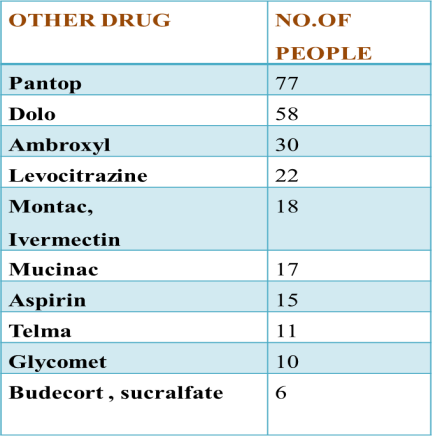 OTHER DRUG NO.OF
PEOPLE
Pantop 77
Dolo 58
Ambroxyl 30
Levocitrazine 22
Montac, 18
Ivermectin
Mucinac 17
Aspirin 15
Telma 11
Glycomet 10
Budecort , sucralfate 6